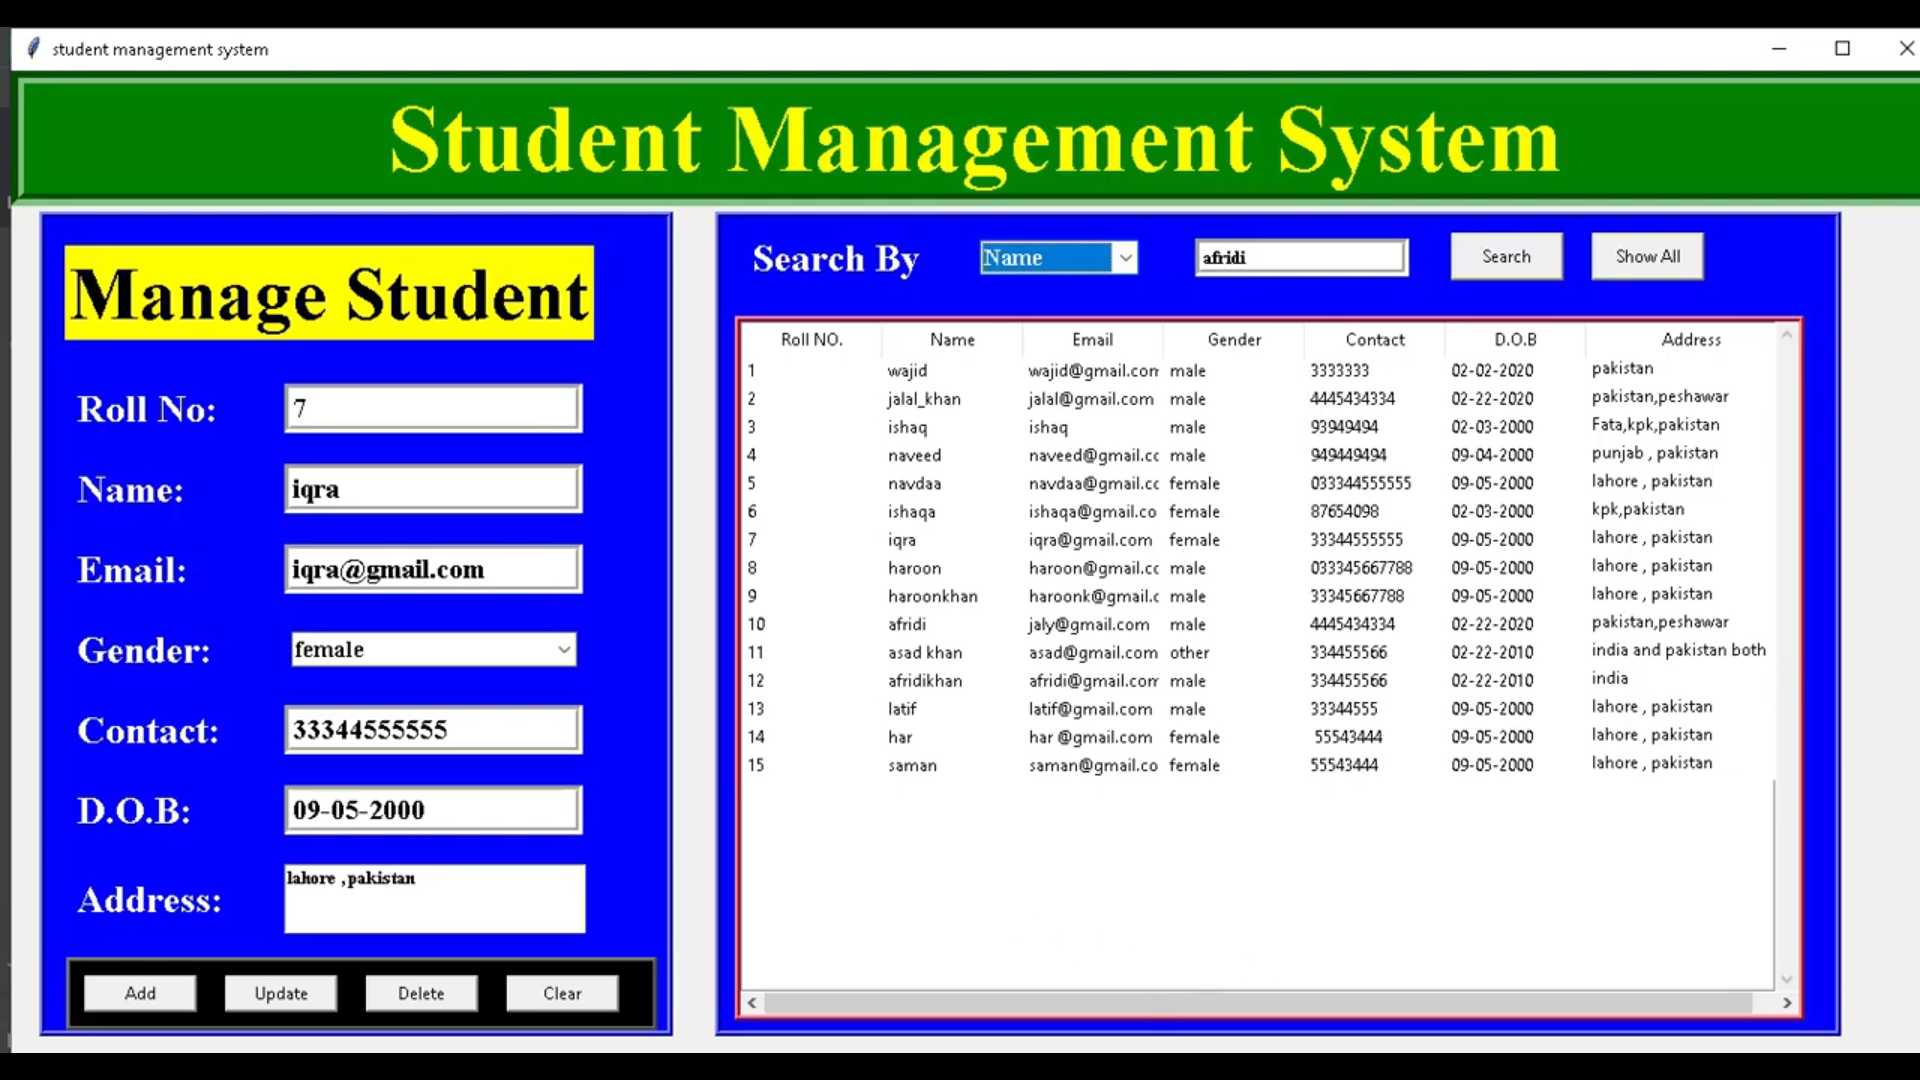 student management system
Student Management System
Manage Student
Roll No: 7
Name: iqra
Email: iqra@gmail.com
Gender: female
Contact: 33344555555
D.O.B: 09-05-2000
Address: lahore ,pakistan
Add Update Delete Clear
Search By Name afridi Search Show All
Roll NO. Name Email Gender Contact D.O.B Address
1 wajid wajid@gmail.com male 3333333 02-02-2020 pakistan
2 jalal_khan jalal@gmail.com male 4445434334 02-22-2020 pakistan,peshawar
3 ishaq ishaq male 93949494 02-03-2000 Fata,kpk,pakistan
4 naveed naveed@gmail.cc male 949449494 09-04-2000 punjab , pakistan
5 navdaa navdaa@gmail.cc female 033344555555 09-05-2000 lahore , pakistan
6 ishaqa ishaqa@gmail.co female 87654098 02-03-2000 kpk,pakistan
7 iqra iqra@gmail.com female 33344555555 09-05-2000 lahore , pakistan
8 haroon haroon@gmail.cc male 033345667788 09-05-2000 lahore , pakistan
9 haroonkhan haroonk@gmail.c male 33345667788 09-05-2000 lahore , pakistan
10 afridi jaly@gmail.com male 4445434334 02-22-2020 pakistan,peshawar
11 asad khan asad@gmail.com other 334455566 02-22-2010 india and pakistan both
12 afridikhan afridi@gmail.com male 334455566 02-22-2010 india
13 latif latif@gmail.com male 33344555 09-05-2000 lahore , pakistan
14 har har @gmail.com female 55543444 09-05-2000 lahore , pakistan
15 saman saman@gmail.co female 55543444 09-05-2000 lahore , pakistan